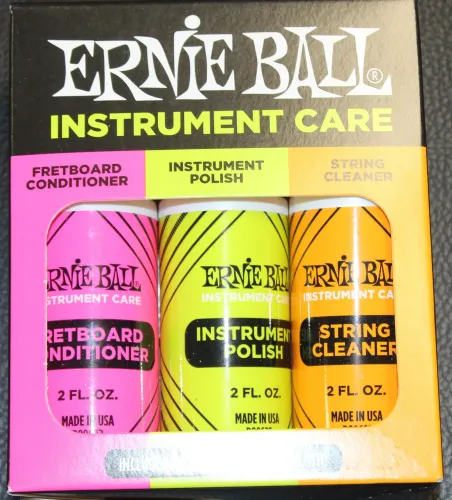 ERNIE BALL®
INSTRUMENT CARE
FRETBOARD
CONDITIONER
INSTRUMENT
POLISH
STRING
CLEANER
ERNIE BALL®
INSTRUMENT CARE
RETBOARD
ONDITIONER
2 FL. OZ.
MADE IN USA
ERNIE BALL
INSTRUMENT CARE
INSTRUMENT
POLISH
2 FL. OZ.
MADE IN USA
ERNIE BALL
INSTRUMENT CAR
STRING
CLEANER
2 FL. OZ.
MADE IN USA